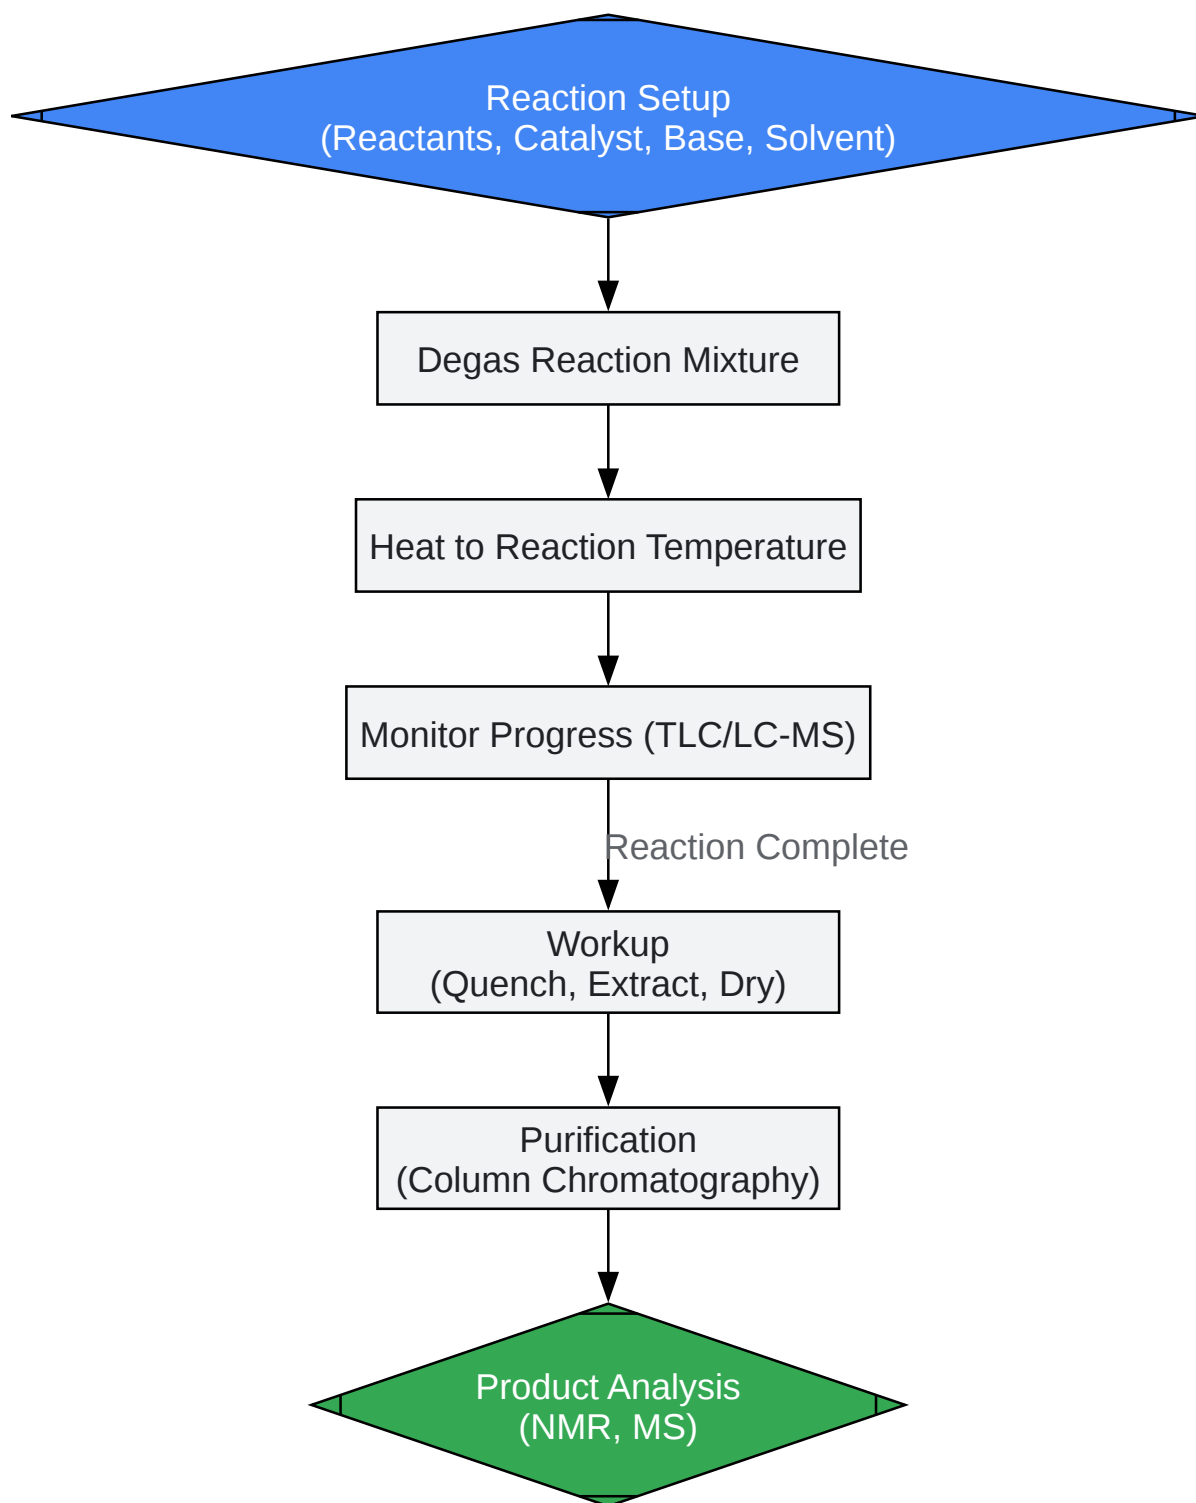 Reaction Setup
(Reactants, Catalyst, Base, Solvent)
Degas Reaction Mixture
Heat to Reaction Temperature
Monitor Progress (TLC/LC-MS)
Reaction Complete
Workup
(Quench, Extract, Dry)
Purification
(Column Chromatography)
Product Analysis
(NMR, MS)